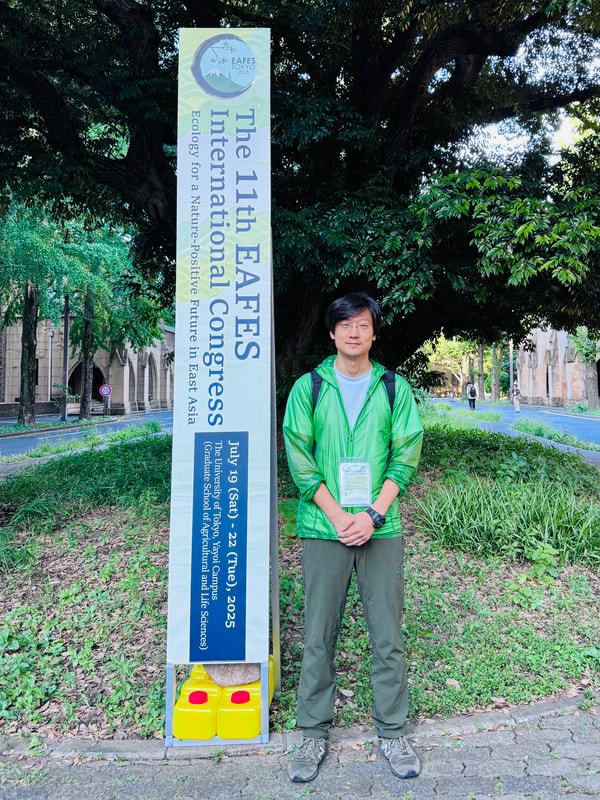 EAFES
TOKYO
2025
The 11th EAFES
International Congress
Ecology for a Nature-Positive Future in East Asia
July 19 (Sat) - 22 (Tue), 2025
The University of Tokyo, Yayoi Campus
(Graduate School of Agricultural and Life Sciences)